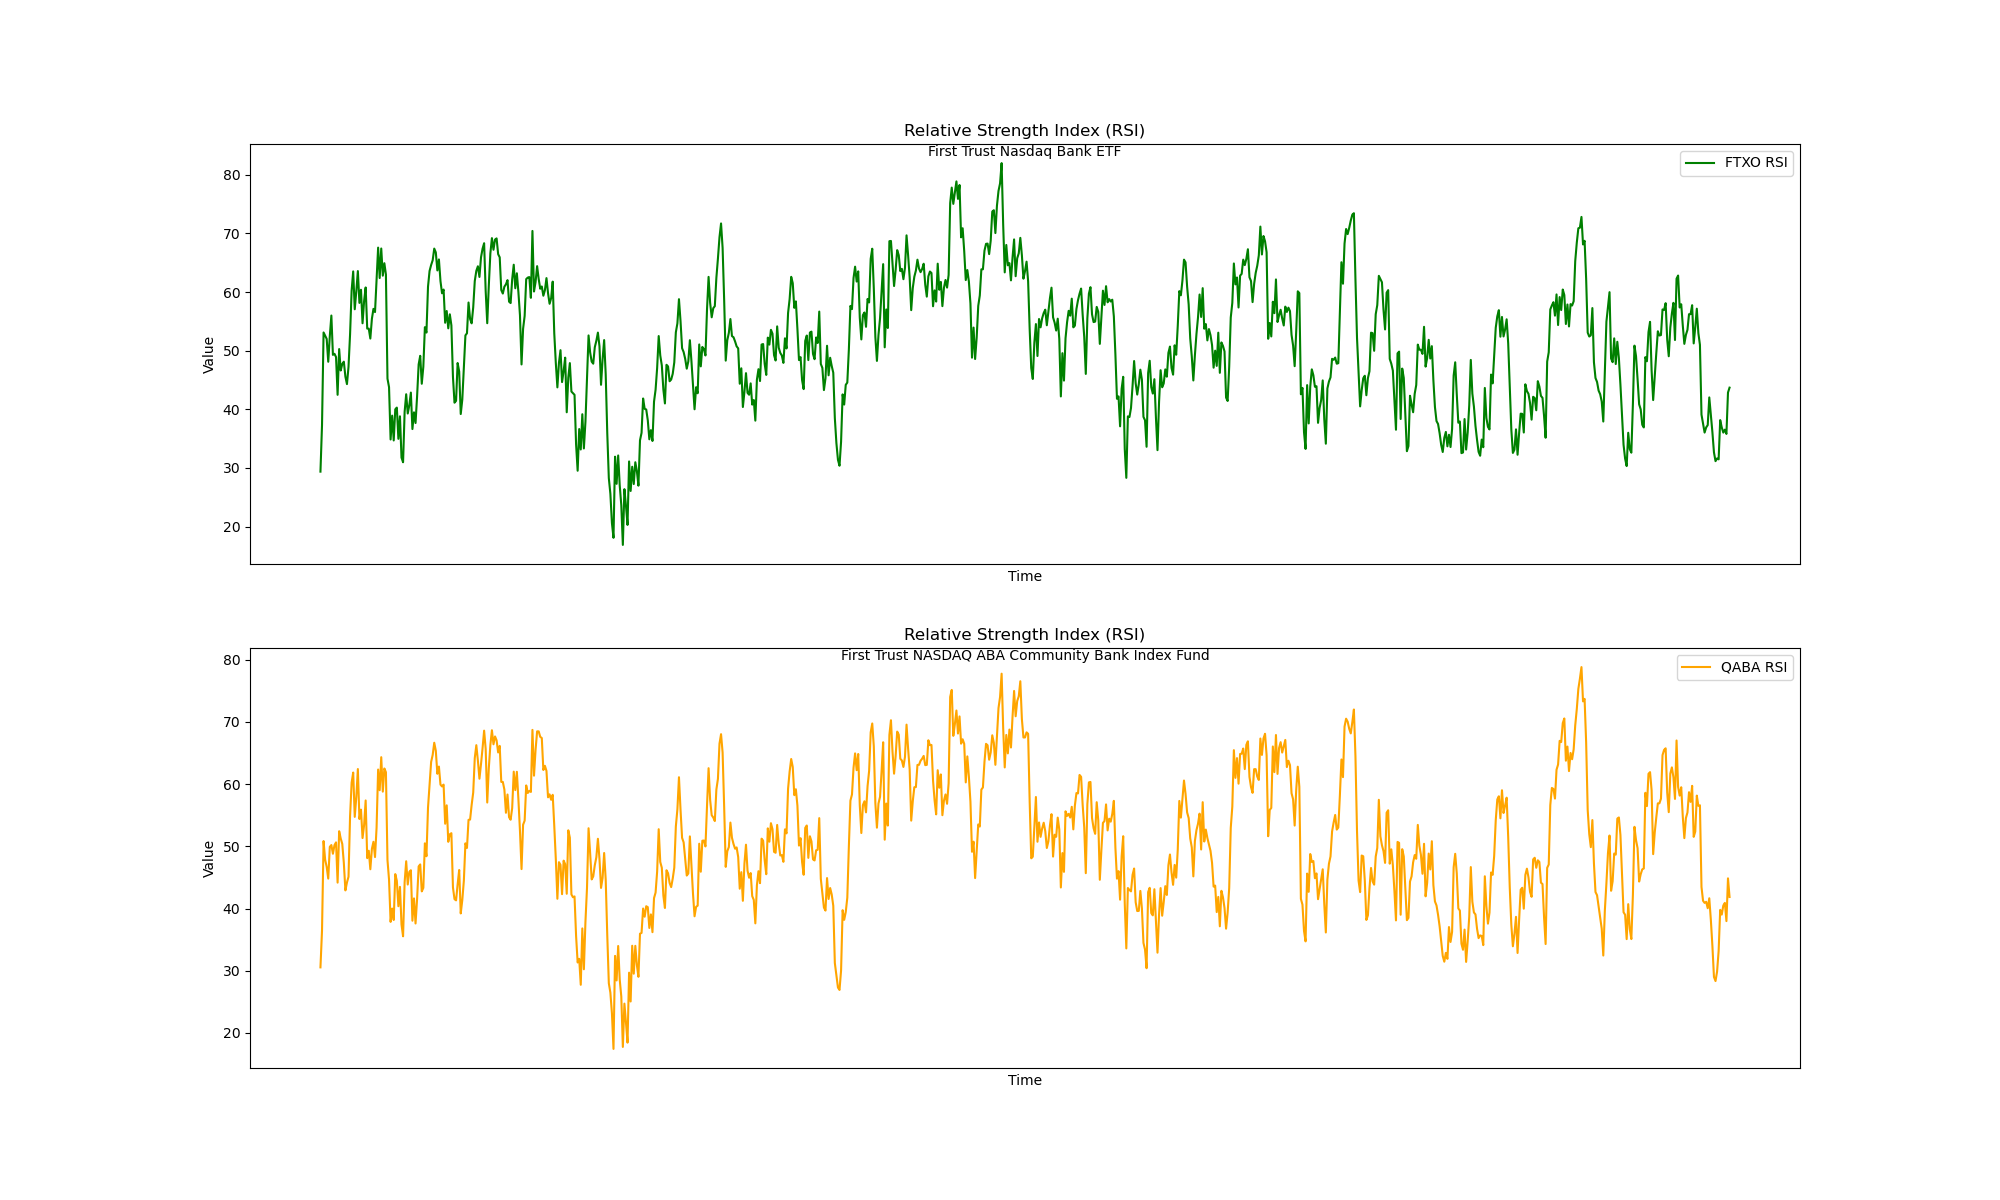 Relative Strength Index (RSI)
First Trust Nasdaq Bank ETF
FTXO RSI
80
70
60
50
40
30
20
Value
Time
Relative Strength Index (RSI)
First Trust NASDAQ ABA Community Bank Index Fund
QABA RSI
80
70
60
50
40
30
20
Value
Time